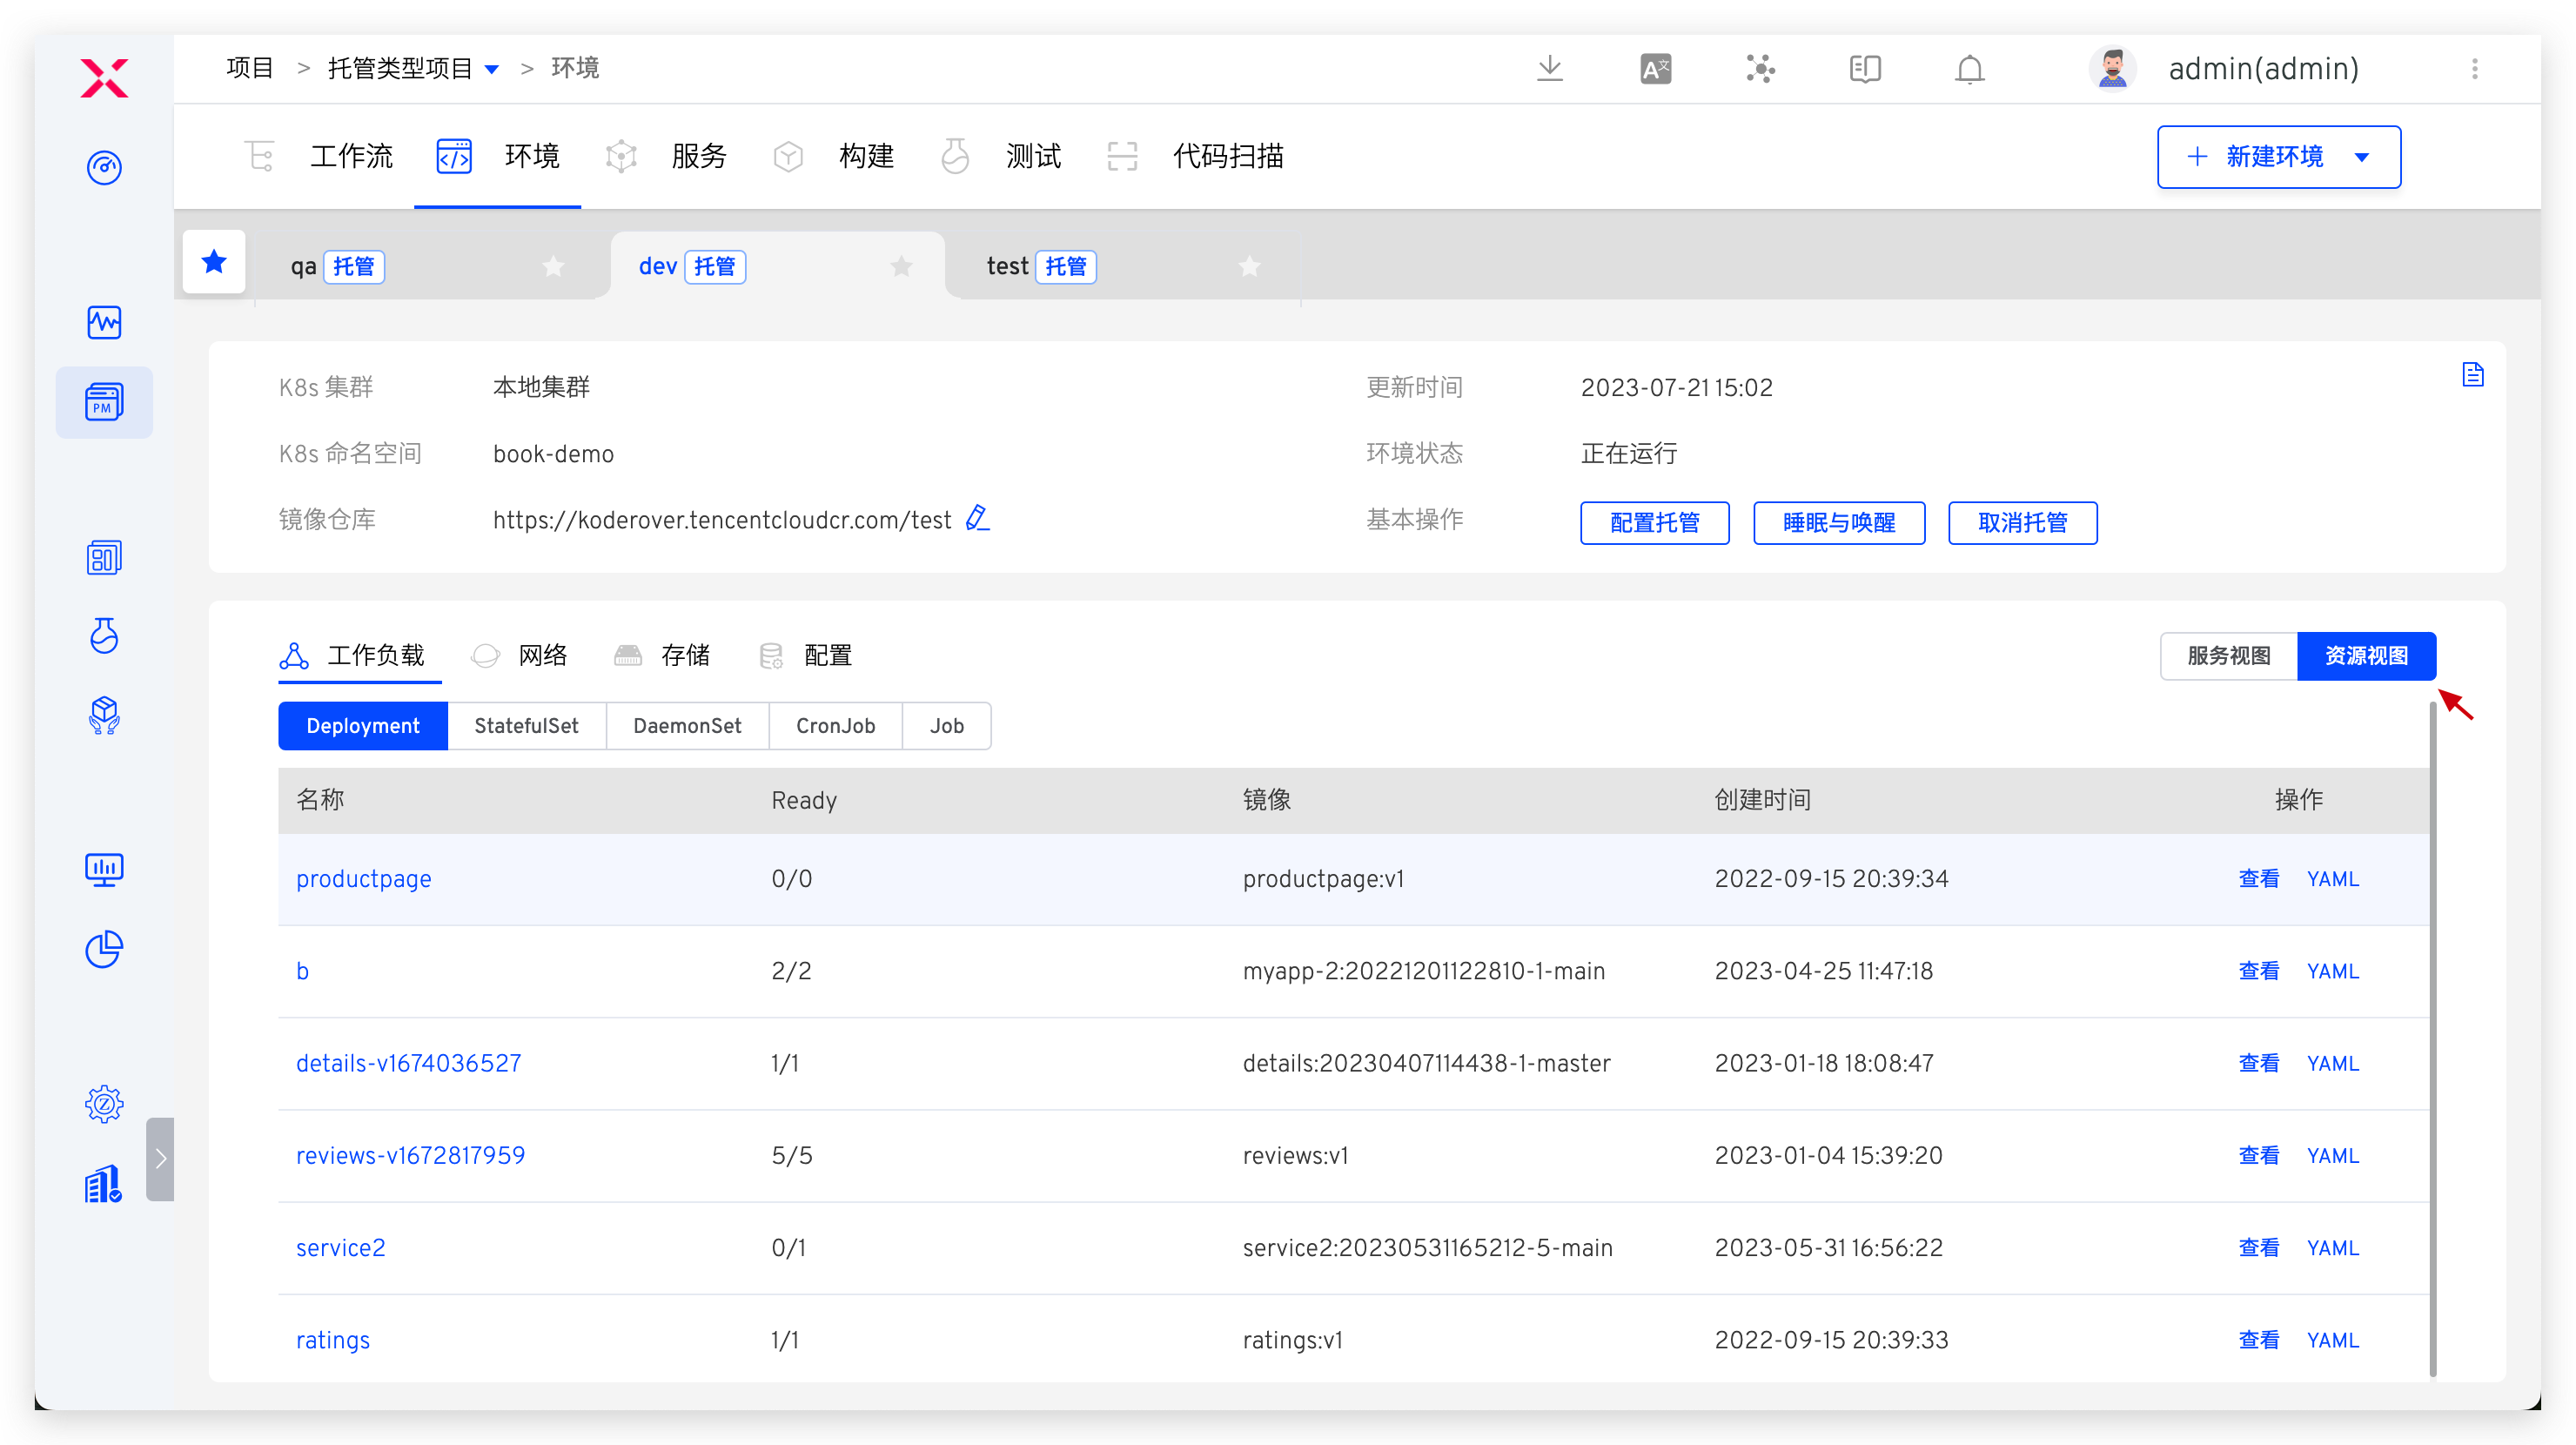 项目 > 托管类型项目 > 环境 admin(admin)
工作流 环境 服务 构建 测试 代码扫描 新建环境
qa 托管 dev 托管 test 托管
K8s 集群 本地集群 更新时间 2023-07-21 15:02
K8s 命名空间 book-demo 环境状态 正在运行
镜像仓库 https://koderover.tencentcloudcr.com/test 基本操作 配置托管 睡眠与唤醒 取消托管
工作负载 网络 存储 配置 服务视图 资源视图
Deployment StatefulSet DaemonSet CronJob Job
名称 Ready 镜像 创建时间 操作
productpage 0/0 productpage:v1 2022-09-15 20:39:34 查看 YAML
b 2/2 myapp-2:20221201122810-1-main 2023-04-25 11:47:18 查看 YAML
details-v1674036527 1/1 details:20230407114438-1-master 2023-01-18 18:08:47 查看 YAML
reviews-v1672817959 5/5 reviews:v1 2023-01-04 15:39:20 查看 YAML
service2 0/1 service2:20230531165212-5-main 2023-05-31 16:56:22 查看 YAML
ratings 1/1 ratings:v1 2022-09-15 20:39:33 查看 YAML
PM